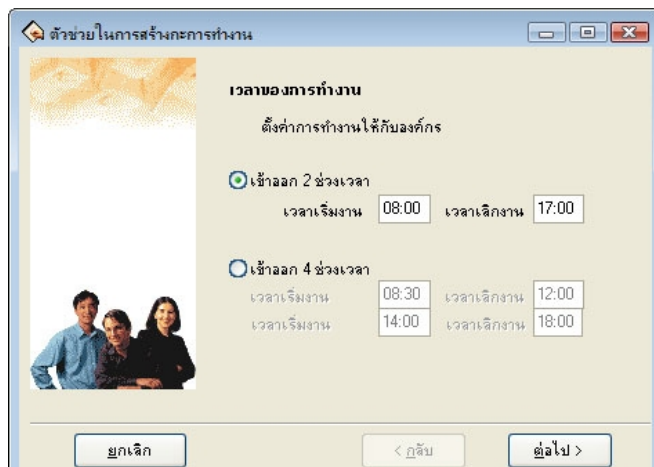 ตัวช่วยในการสร้างกะการทำงาน
เวลาของการทำงาน
ตั้งค่าการทำงานให้กับองค์กร
เข้าออก 2 ช่วงเวลา
เวลาเริ่มงาน 08:00 เวลาเลิกงาน 17:00
เข้าออก 4 ช่วงเวลา
เวลาเริ่มงาน 08:30 เวลาเลิกงาน 12:00
เวลาเริ่มงาน 14:00 เวลาเลิกงาน 18:00
ยกเลิก < กลับ ต่อไป >